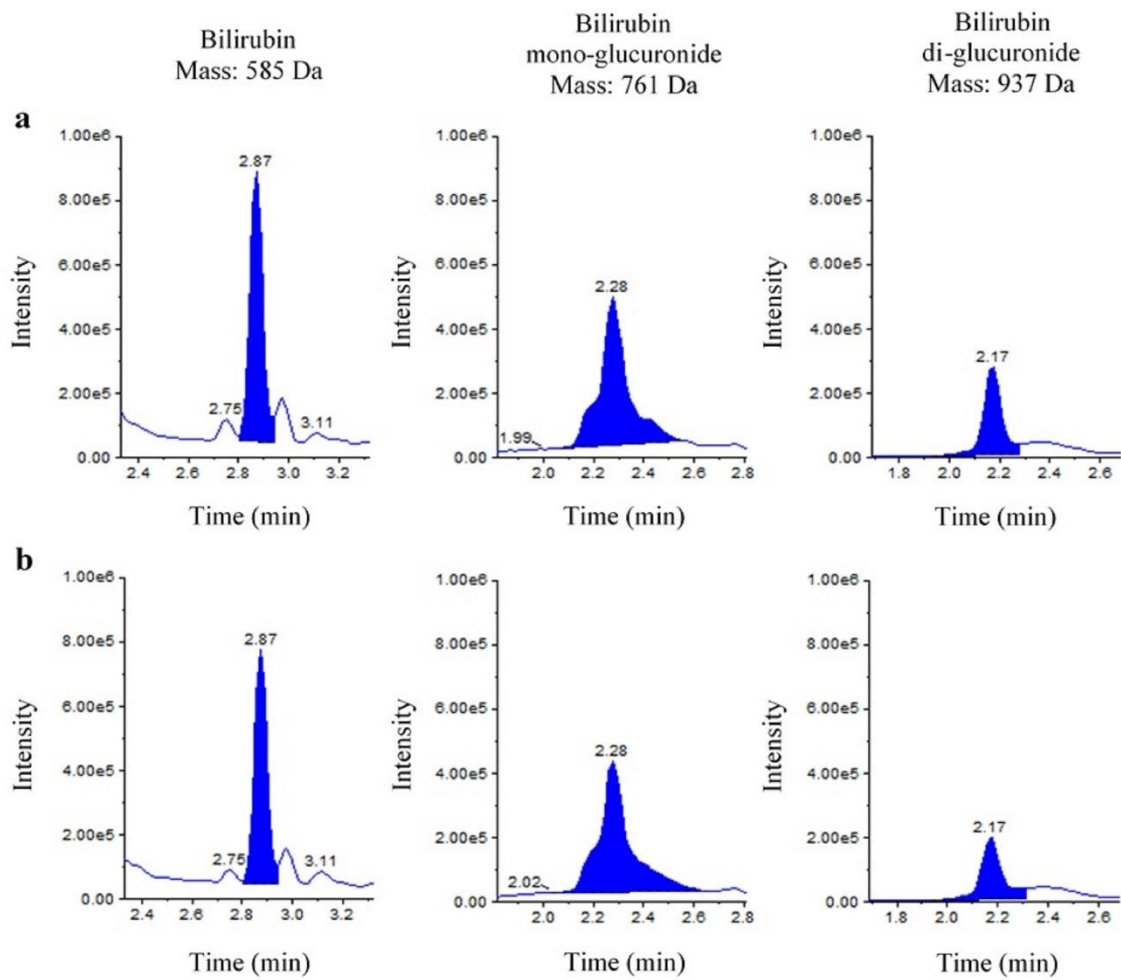 Bilirubin
Mass: 585 Da
Bilirubin
mono-glucuronide
Mass: 761 Da
Bilirubin
di-glucuronide
Mass: 937 Da
a
1.00e6
8.00e5
6.00e5
4.00e5
2.00e5
0.00
Intensity
2.87
2.75
3.11
2.4 2.6 2.8 3.0 3.2
Time (min)
1.00e6
8.00e5
6.00e5
4.00e5
2.00e5
0.00
Intensity
2.28
1.99
2.0 2.2 2.4 2.6 2.8
Time (min)
1.00e6
8.00e5
6.00e5
4.00e5
2.00e5
0.00
Intensity
2.17
1.8 2.0 2.2 2.4 2.6
Time (min)
b
1.00e6
8.00e5
6.00e5
4.00e5
2.00e5
0.00
Intensity
2.87
2.75
3.11
2.4 2.6 2.8 3.0 3.2
Time (min)
1.00e6
8.00e5
6.00e5
4.00e5
2.00e5
0.00
Intensity
2.28
2.02
2.0 2.2 2.4 2.6 2.8
Time (min)
1.00e6
8.00e5
6.00e5
4.00e5
2.00e5
0.00
Intensity
2.17
1.8 2.0 2.2 2.4 2.6
Time (min)